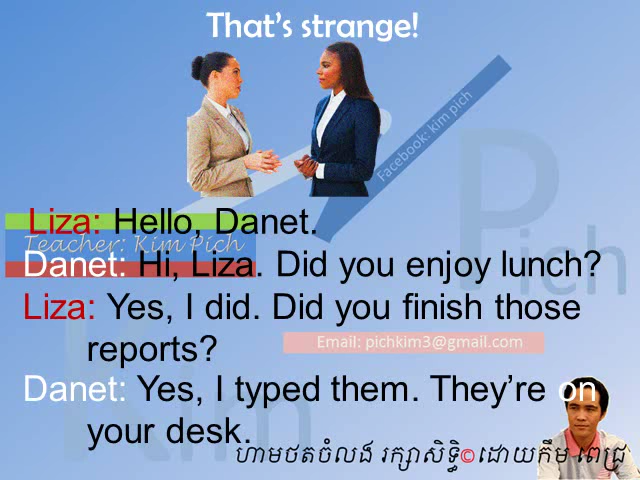 That's strange!
Facebook: kim pich
Liza: Hello, Danet.
Teacher: Kim Pich
Danet: Hi, Liza. Did you enjoy lunch?
Liza: Yes, I did. Did you finish those
reports?
Email: pichkim3@gmail.com
Danet: Yes, I typed them. They're on
your desk.
ហាមថតចំលង រក្សាសិទ្ធិ©ដោយកឹម ពេជ្រ
Kim
Pich